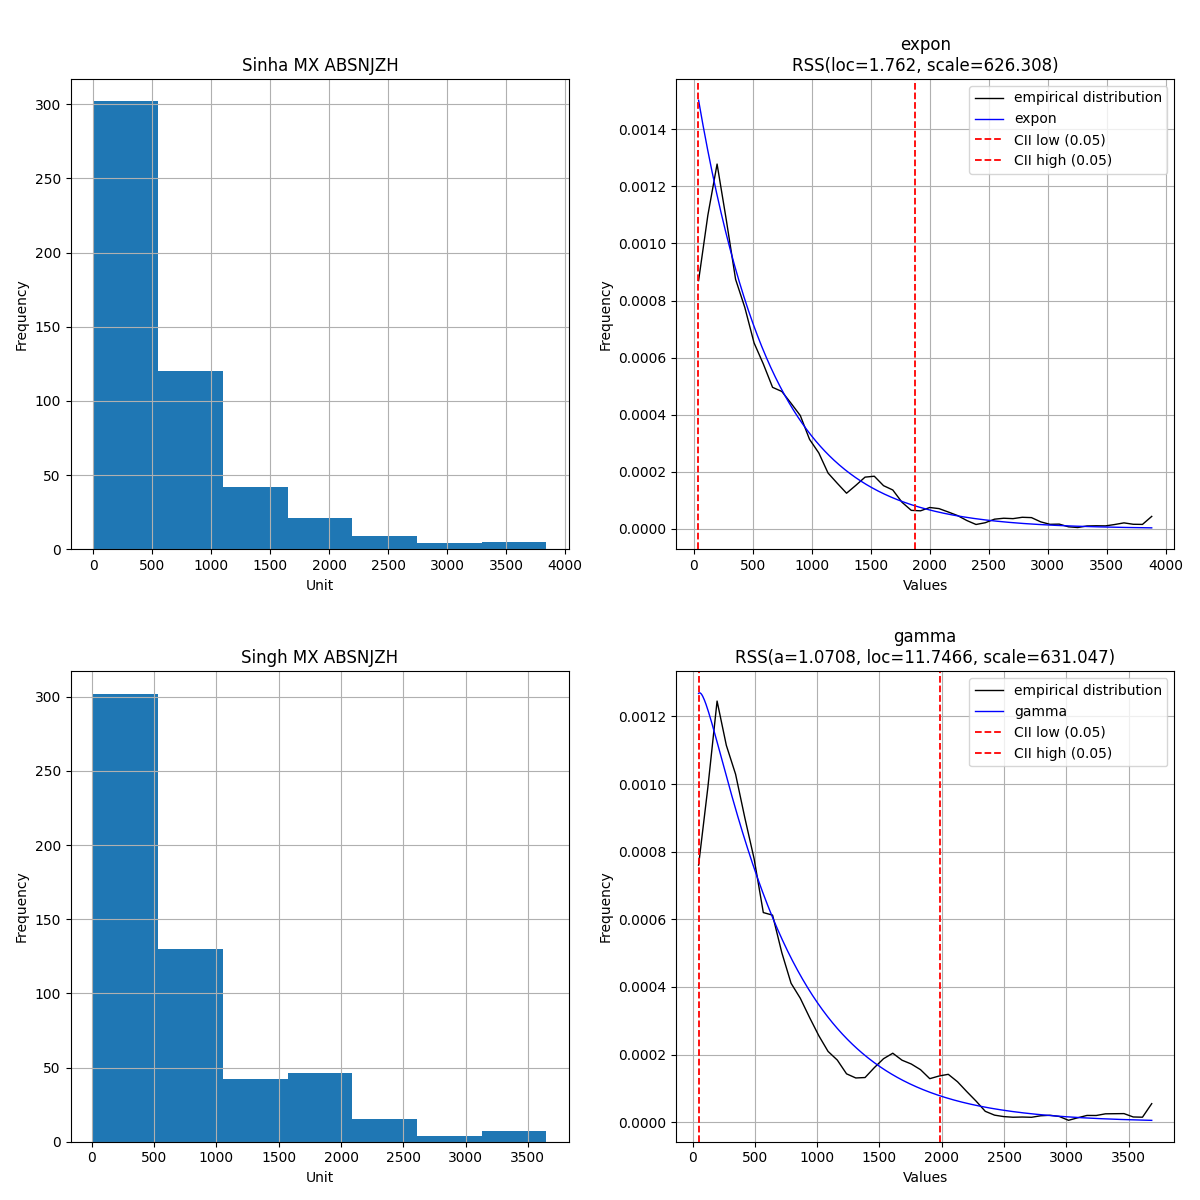 Sinha MX ABSNJZH
300
250
200
150
100
50
0
Frequency
0 500 1000 1500 2000 2500 3000 3500 4000
Unit
expon
RSS(loc=1.762, scale=626.308)
empirical distribution
expon
CII low (0.05)
CII high (0.05)
0.0014
0.0012
0.0010
0.0008
0.0006
0.0004
0.0002
0.0000
Frequency
0 500 1000 1500 2000 2500 3000 3500 4000
Values
Singh MX ABSNJZH
300
250
200
150
100
50
0
Frequency
0 500 1000 1500 2000 2500 3000 3500
Unit
gamma
RSS(a=1.0708, loc=11.7466, scale=631.047)
empirical distribution
gamma
CII low (0.05)
CII high (0.05)
0.0012
0.0010
0.0008
0.0006
0.0004
0.0002
0.0000
Frequency
0 500 1000 1500 2000 2500 3000 3500
Values